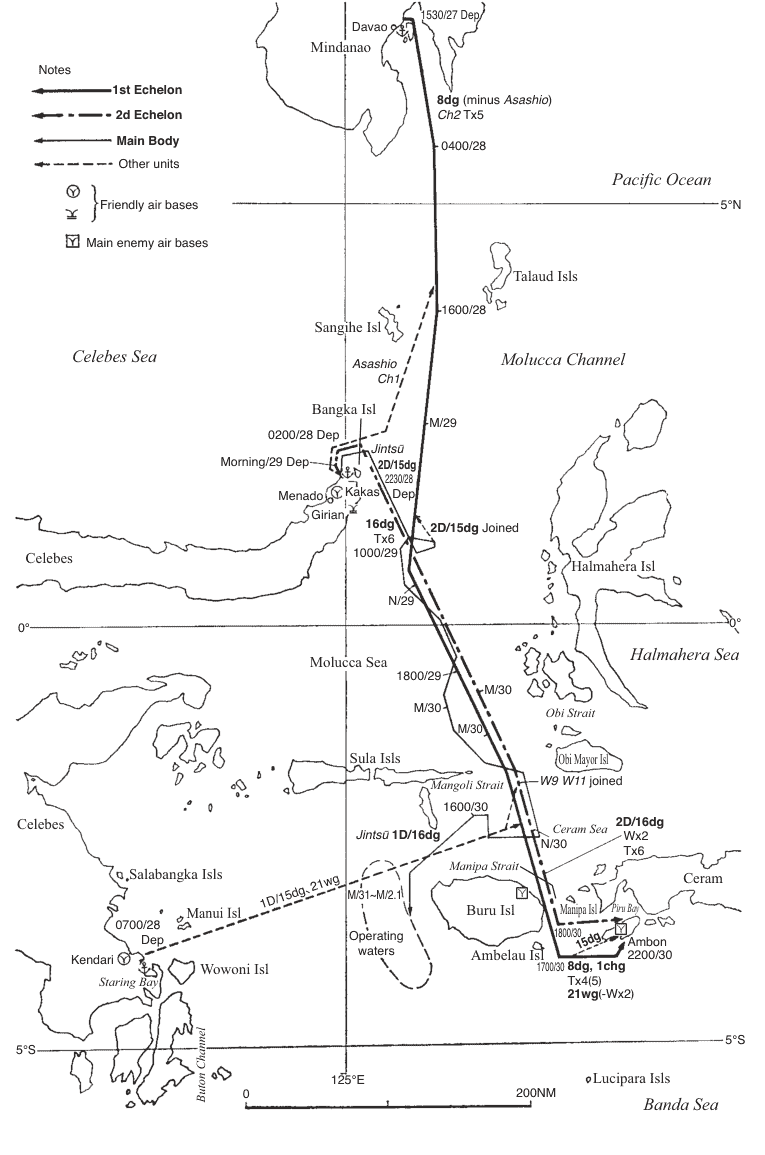 1530/27 Dep
Davao
Mindanao
Notes
1st Echelon
2d Echelon
Main Body
Other units
Friendly air bases
Main enemy air bases
8dg (minus Asashio)
Ch2 Tx5
0400/28
Pacific Ocean
5°N
Talaud Isls
1600/28
Sangihe Isl
Celebes Sea
Molucca Channel
Asashio
Ch1
Bangka Isl
M/29
0200/28 Dep
Jintsū
Morning/29 Dep
2D/15dg
2230/28
Dep
Menado
Kakas
Girian
16dg
Tx6
2D/15dg Joined
1000/29
Celebes
Halmahera Isl
N/29
0°
0°
Molucca Sea
Halmahera Sea
1800/29
M/30
M/30
Obi Strait
M/30
Sula Isls
Obi Mayor Isl
Mangoli Strait
W9 W11 joined
1600/30
Celebes
Jintsū 1D/16dg
Ceram Sea
N/30
2D/16dg
Wx2
Tx6
Manipa Strait
Salabangka Isls
Ceram
1D/15dg, 21wg
M/31~M/2.1
Manui Isl
Buru Isl
Manipa Isl
Piru Bay
0700/28
Dep
Operating
waters
1800/30
15dg
Ambon
2200/30
Kendari
Wowoni Isl
Staring Bay
Ambelau Isl
1700/30
8dg, 1chg
Tx4(5)
21wg(-Wx2)
5°S
5°S
Buton Channel
125°E
Lucipara Isls
0
200NM
Banda Sea